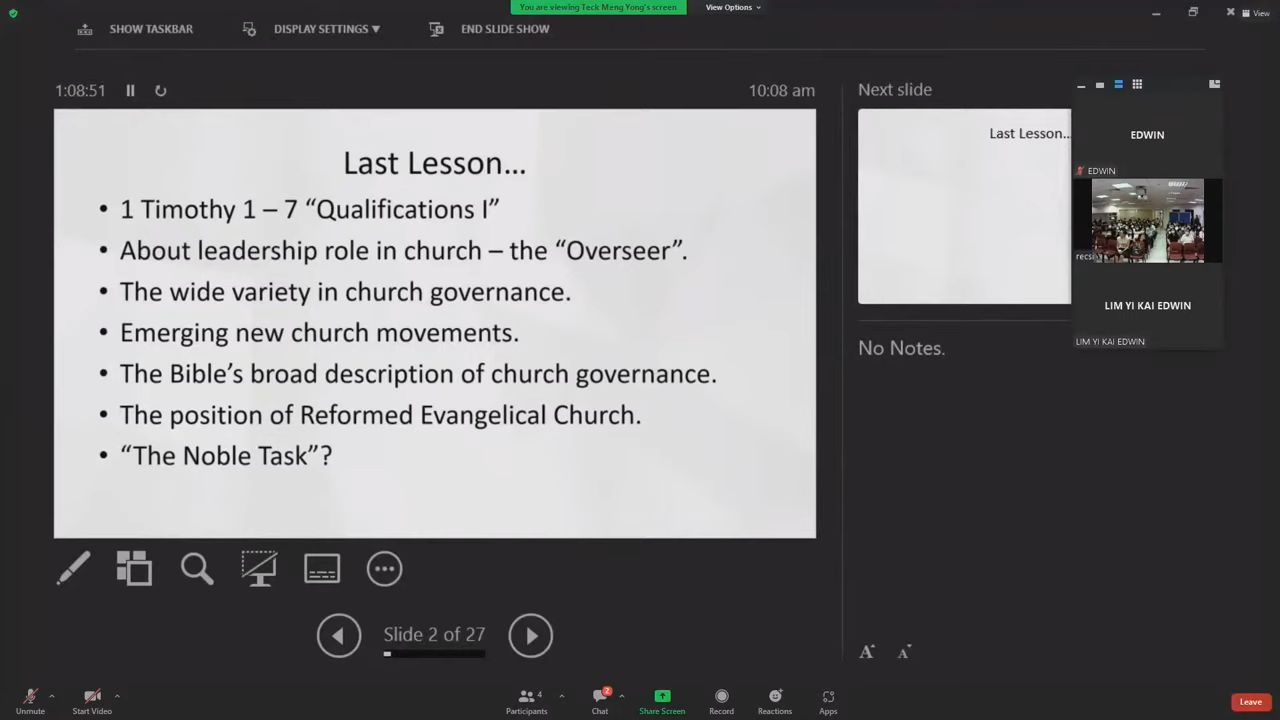 You are viewing Teck Meng Yong's screen
View Options
View
SHOW TASKBAR
DISPLAY SETTINGS
END SLIDE SHOW
1:08:51
10:08 am
Last Lesson…
• 1 Timothy 1 – 7 “Qualifications I”
• About leadership role in church – the “Overseer”.
• The wide variety in church governance.
• Emerging new church movements.
• The Bible’s broad description of church governance.
• The position of Reformed Evangelical Church.
• “The Noble Task”?
Slide 2 of 27
Next slide
Last Lesson…
No Notes.
A A
EDWIN
EDWIN
LIM YI KAI EDWIN
LIM YI KAI EDWIN
Unmute
Start Video
Participants
4
Chat
2
Share Screen
Record
Reactions
Apps
Leave